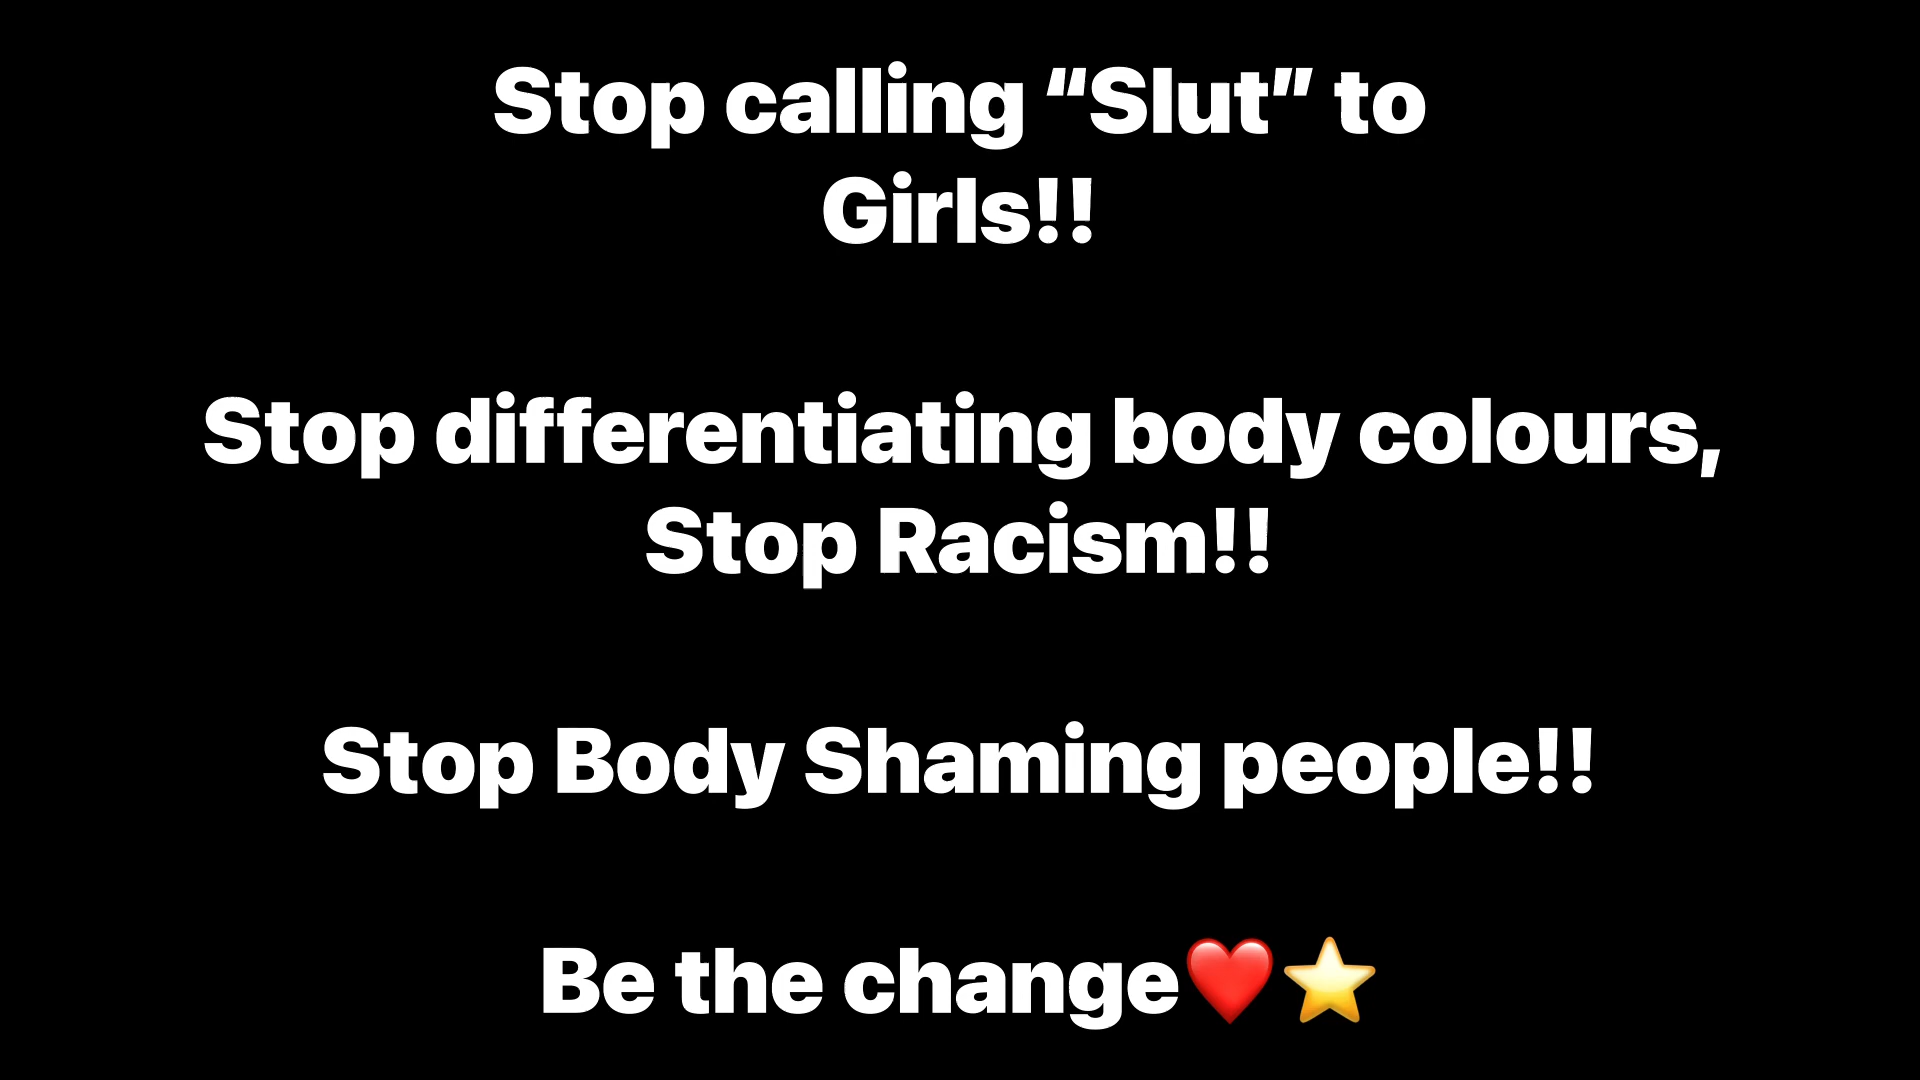 Stop calling “Slut” to
Girls!!
Stop differentiating body colours,
Stop Racism!!
Stop Body Shaming people!!
Be the change❤️⭐